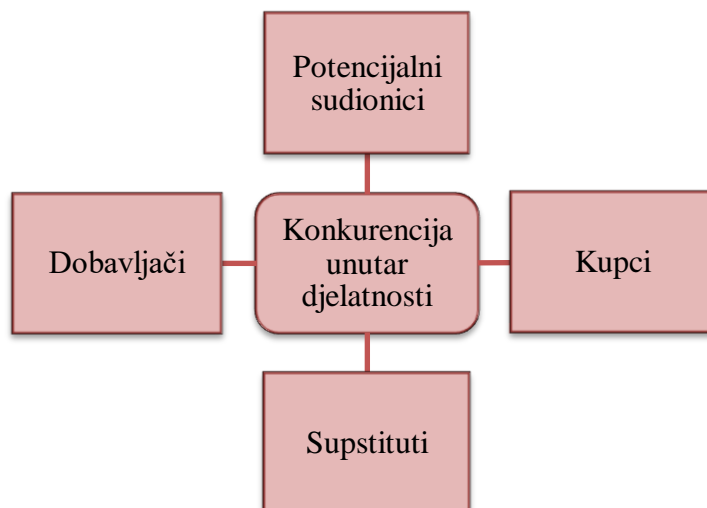 Potencijalni
sudionici
Dobavljači
Konkurencija
unutar
djelatnosti
Kupci
Supstituti